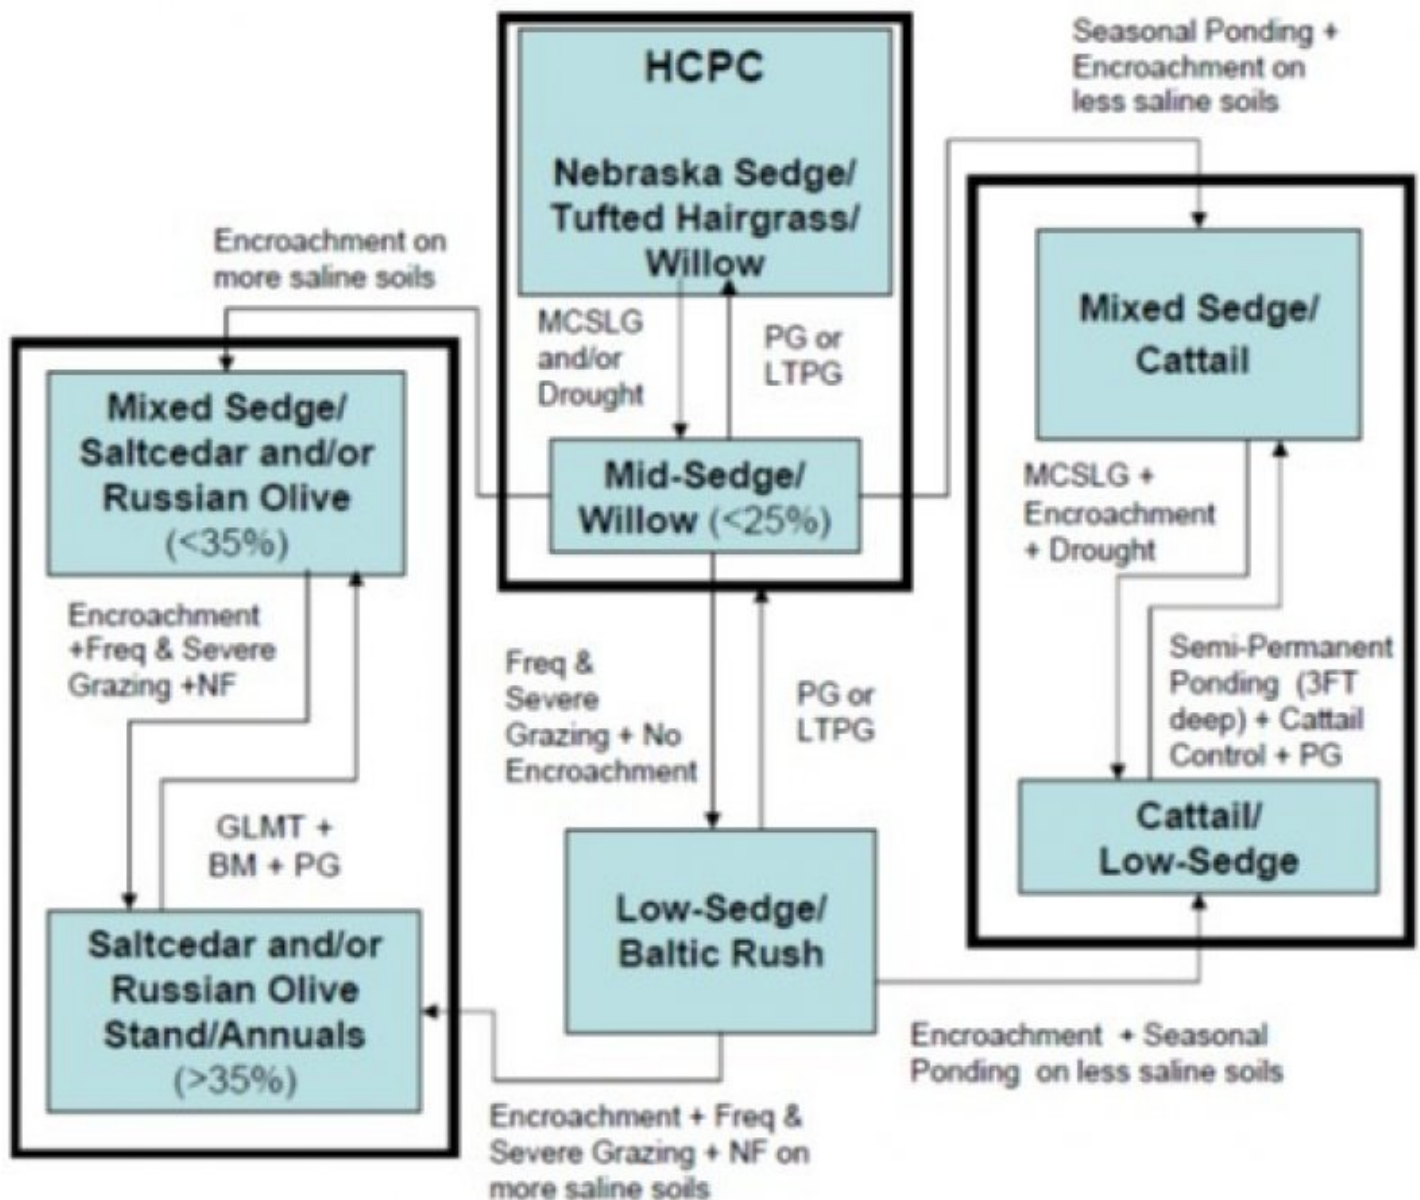 HCPC
Nebraska Sedge/
Tufted Hairgrass/
Willow
Seasonal Ponding +
Encroachment on
less saline soils
Encroachment on
more saline soils
MCSLG
and/or
Drought
PG or
LTPG
Mixed Sedge/
Cattail
Mixed Sedge/
Saltcedar and/or
Russian Olive
(<35%)
Mid-Sedge/
Willow (<25%)
MCSLG +
Encroachment
+ Drought
Encroachment
+Freq & Severe
Grazing +NF
Freq &
Severe
Grazing + No
Encroachment
PG or
LTPG
Semi-Permanent
Ponding (3FT
deep) + Cattail
Control + PG
GLMT +
BM + PG
Cattail/
Low-Sedge
Low-Sedge/
Baltic Rush
Saltcedar and/or
Russian Olive
Stand/Annuals
(>35%)
Encroachment + Seasonal
Ponding on less saline soils
Encroachment + Freq &
Severe Grazing + NF on
more saline soils